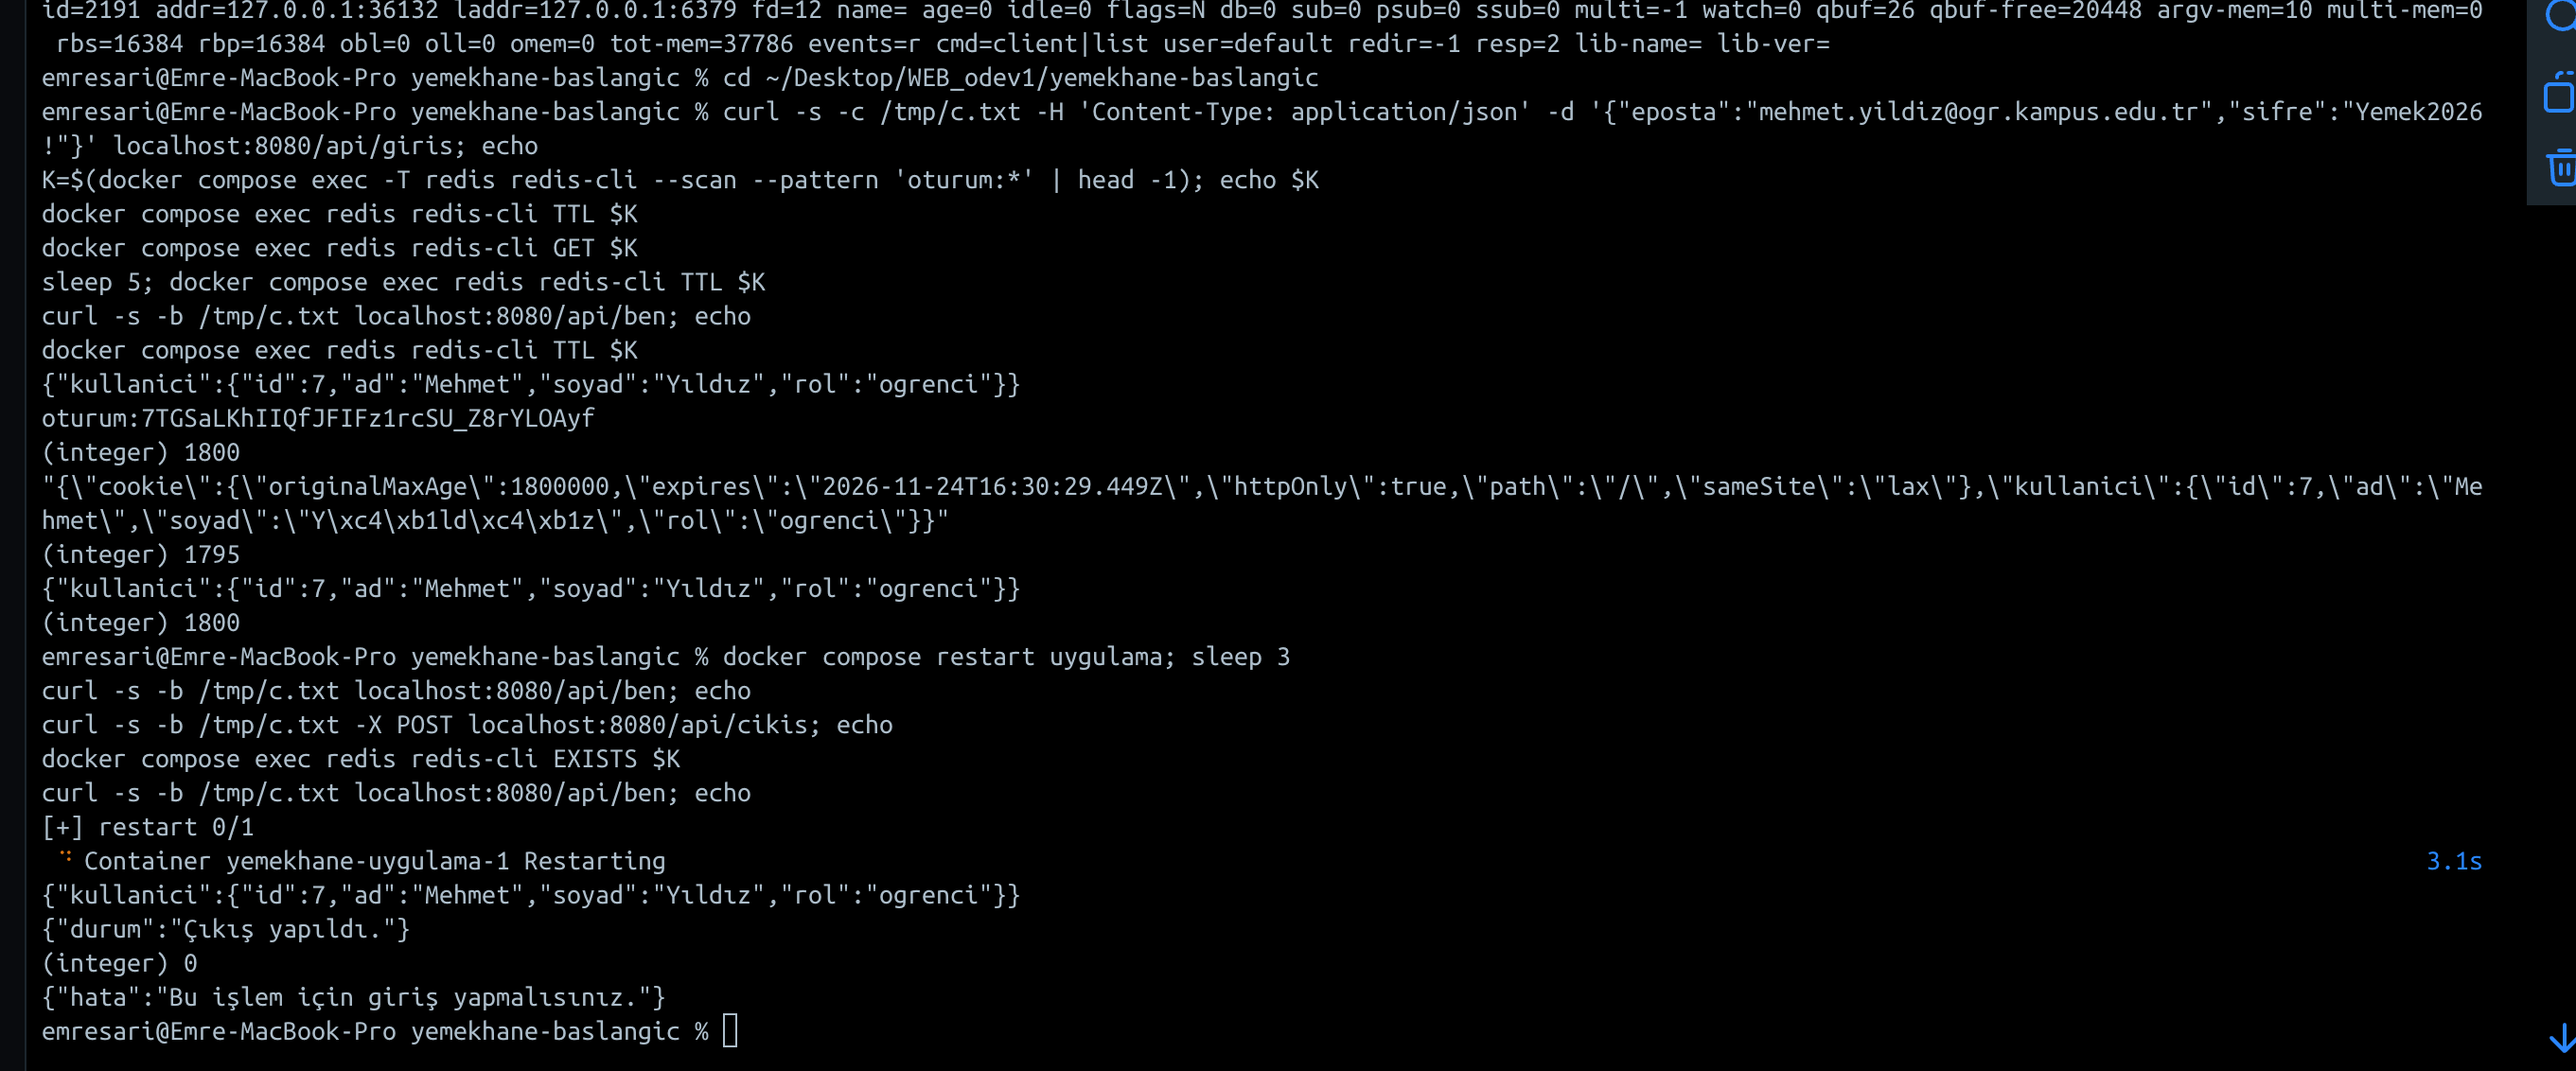 id=2191 addr=127.0.0.1:36132 laddr=127.0.0.1:6379 fd=12 name= age=0 idle=0 flags=N db=0 sub=0 psub=0 ssub=0 multi=-1 watch=0 qbuf=26 qbuf-free=20448 argv-mem=10 multi-mem=0
 rbs=16384 rbp=16384 obl=0 oll=0 omem=0 tot-mem=37786 events=r cmd=client|list user=default redir=-1 resp=2 lib-name= lib-ver=
emresari@Emre-MacBook-Pro yemekhane-baslangic % cd ~/Desktop/WEB_odev1/yemekhane-baslangic
emresari@Emre-MacBook-Pro yemekhane-baslangic % curl -s -c /tmp/c.txt -H 'Content-Type: application/json' -d '{"eposta":"mehmet.yildiz@ogr.kampus.edu.tr","sifre":"Yemek2026
!"}' localhost:8080/api/giris; echo
K=$(docker compose exec -T redis redis-cli --scan --pattern 'oturum:*' | head -1); echo $K
docker compose exec redis redis-cli TTL $K
docker compose exec redis redis-cli GET $K
sleep 5; docker compose exec redis redis-cli TTL $K
curl -s -b /tmp/c.txt localhost:8080/api/ben; echo
docker compose exec redis redis-cli TTL $K
{"kullanici":{"id":7,"ad":"Mehmet","soyad":"Yıldız","rol":"ogrenci"}}
oturum:7TGSaLKhIIQfJFIFz1rcSU_Z8rYLOAyf
(integer) 1800
"{\"cookie\":{\"originalMaxAge\":1800000,\"expires\":\"2026-11-24T16:30:29.449Z\",\"httpOnly\":true,\"path\":\"/\",\"sameSite\":\"lax\"},\"kullanici\":{\"id\":7,\"ad\":\"Me
hmet\",\"soyad\":\"Y\xc4\xb1ld\xc4\xb1z\",\"rol\":\"ogrenci\"}}"
(integer) 1795
{"kullanici":{"id":7,"ad":"Mehmet","soyad":"Yıldız","rol":"ogrenci"}}
(integer) 1800
emresari@Emre-MacBook-Pro yemekhane-baslangic % docker compose restart uygulama; sleep 3
curl -s -b /tmp/c.txt localhost:8080/api/ben; echo
curl -s -b /tmp/c.txt -X POST localhost:8080/api/cikis; echo
docker compose exec redis redis-cli EXISTS $K
curl -s -b /tmp/c.txt localhost:8080/api/ben; echo
[+] restart 0/1
 Container yemekhane-uygulama-1 Restarting 3.1s
{"kullanici":{"id":7,"ad":"Mehmet","soyad":"Yıldız","rol":"ogrenci"}}
{"durum":"Çıkış yapıldı."}
(integer) 0
{"hata":"Bu işlem için giriş yapmalısınız."}
emresari@Emre-MacBook-Pro yemekhane-baslangic %